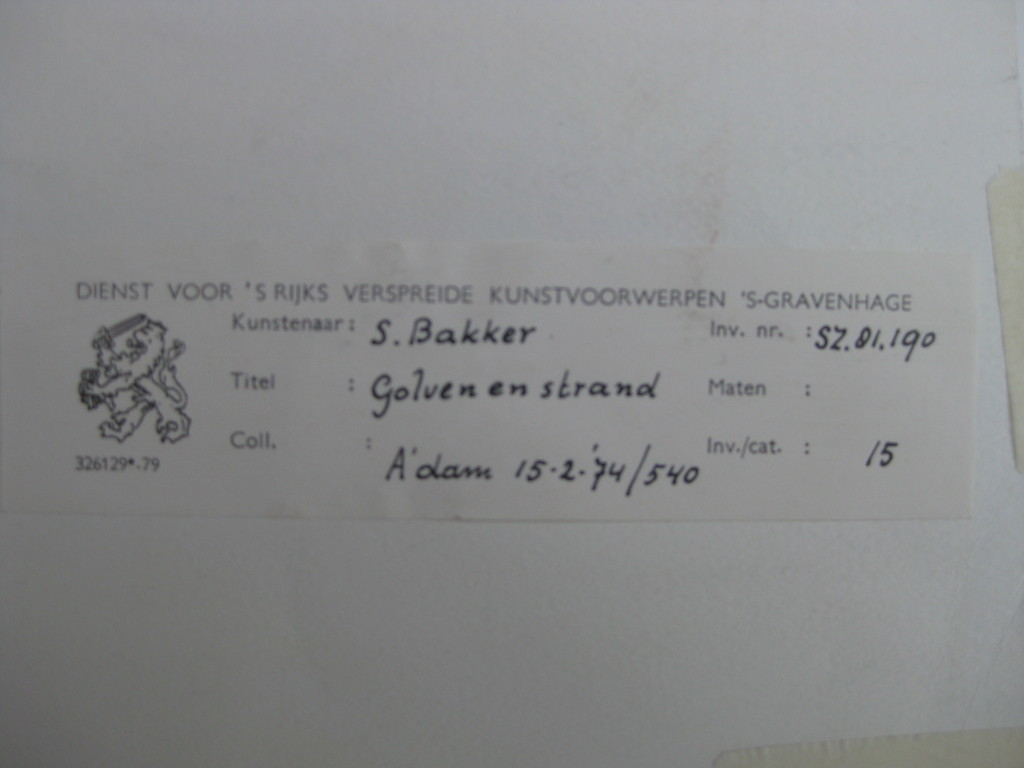 DIENST VOOR 'S RIJKS VERSPREIDE KUNSTVOORWERPEN 'S-GRAVENHAGE
Kunstenaar: S. Bakker Inv. nr. : SZ.81.190
Titel : Golven en strand Maten :
Coll. : A'dam 15-2-'74/540 Inv./cat. : 15
326129*-79